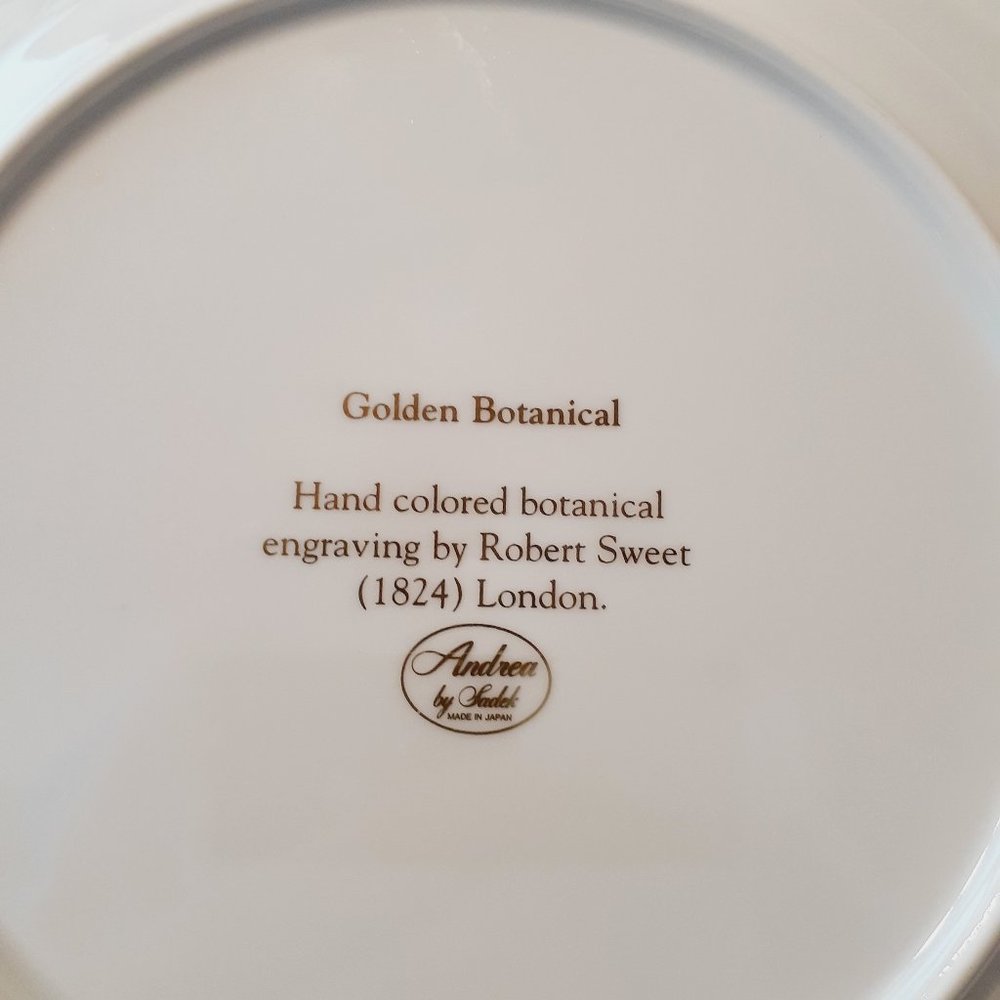 Golden Botanical
Hand colored botanical
engraving by Robert Sweet
(1824) London.
Andrea
by Sadek
MADE IN JAPAN